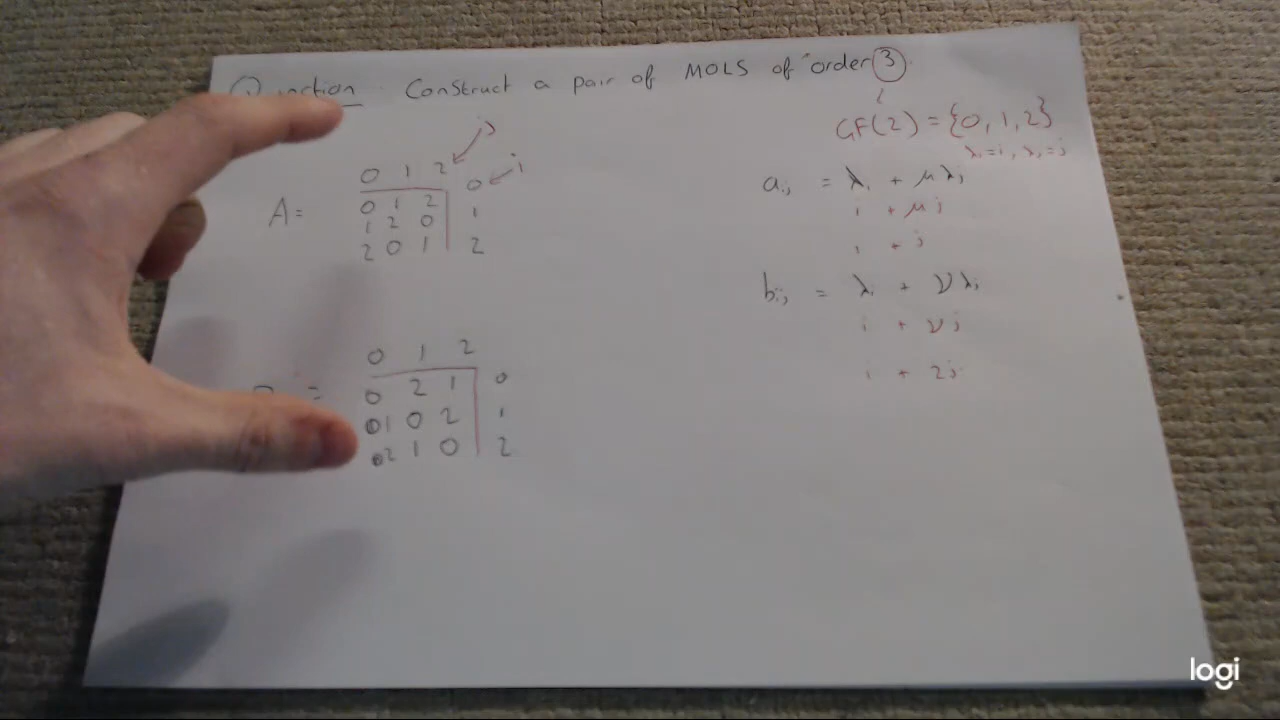 Construct a pair of MOLS of order 3
GF(2) = {0, 1, 2}
λi = i, λj = j
j
i
0 1 2
0
A =
0 1 2
1
1 2 0
2 0 1
2
aij = λi + μλj
i + μj
i + j
bij = λi + νλj
i + νj
i + 2j
0 1 2
=
0 2 1
0
01 0 2
1
02 1 0
2
logi